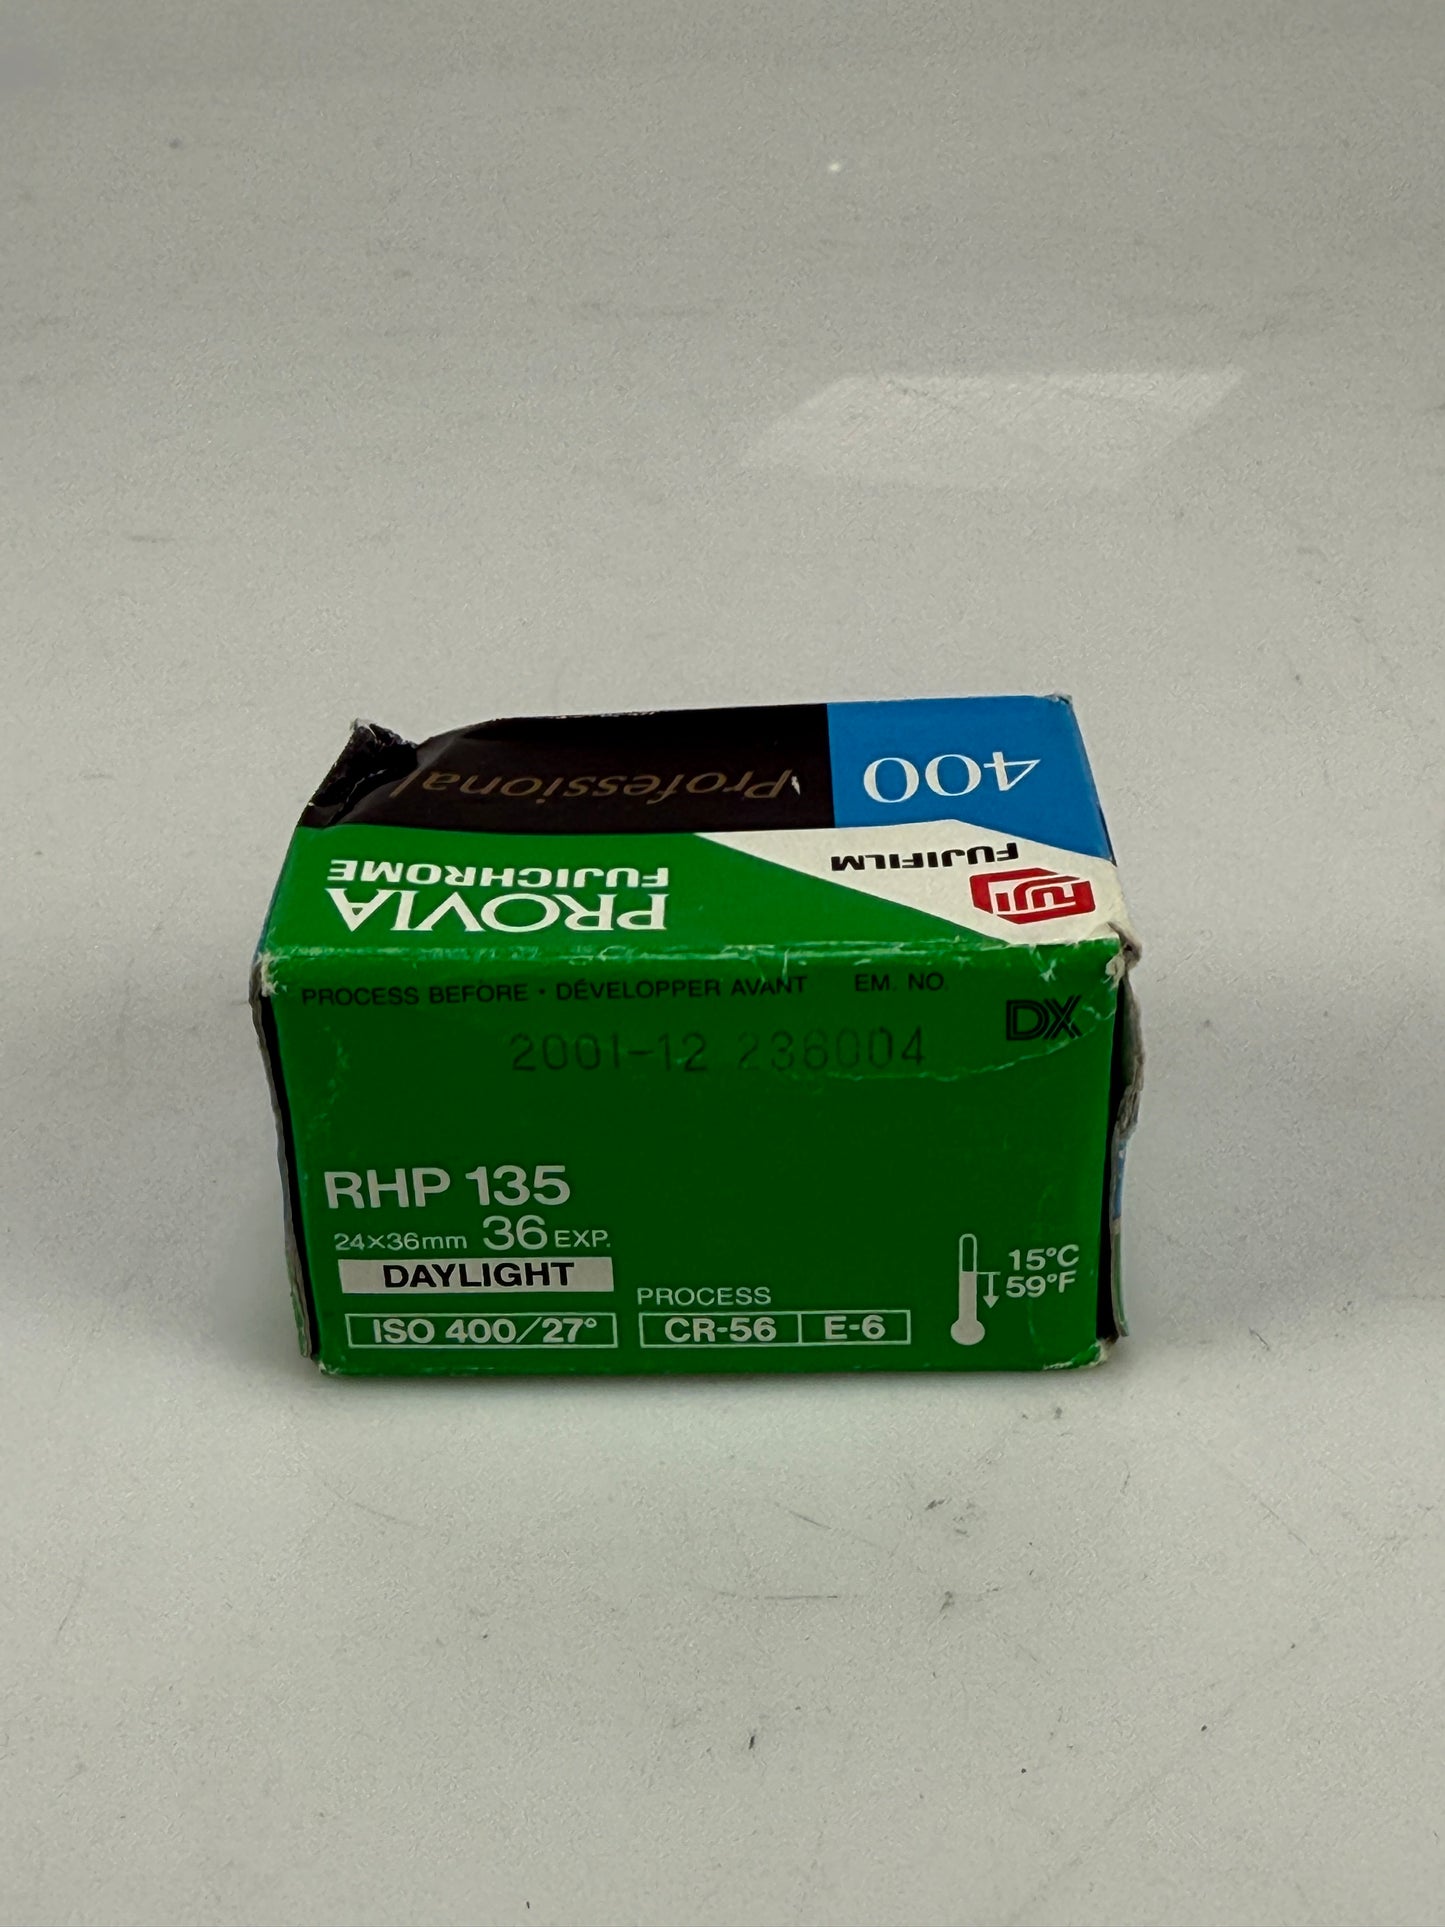 400
Professional
FUJIFILM
FUJI
PROVIA
FUJICHROME
PROCESS BEFORE • DÉVELOPPER AVANT EM. NO.
DX
2001-12 236004
RHP 135
24×36mm 36 EXP.
DAYLIGHT
ISO 400/27°
PROCESS
CR-56 E-6
15°C
59°F